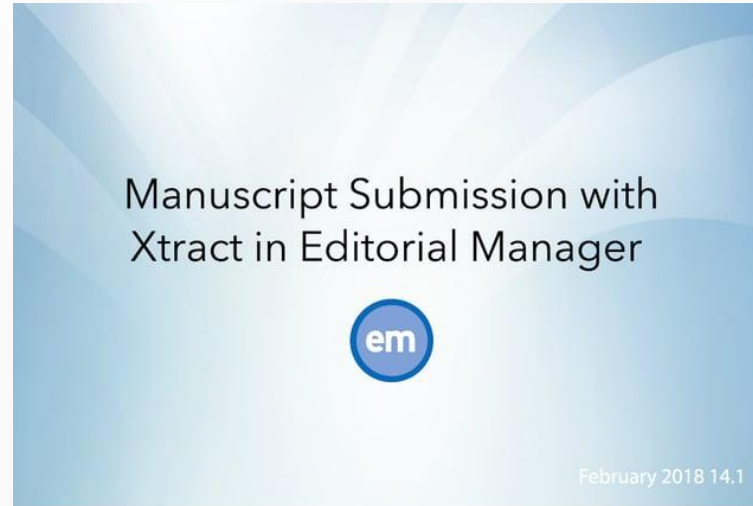 Manuscript Submission with
Xtract in Editorial Manager
em
February 2018 14.1